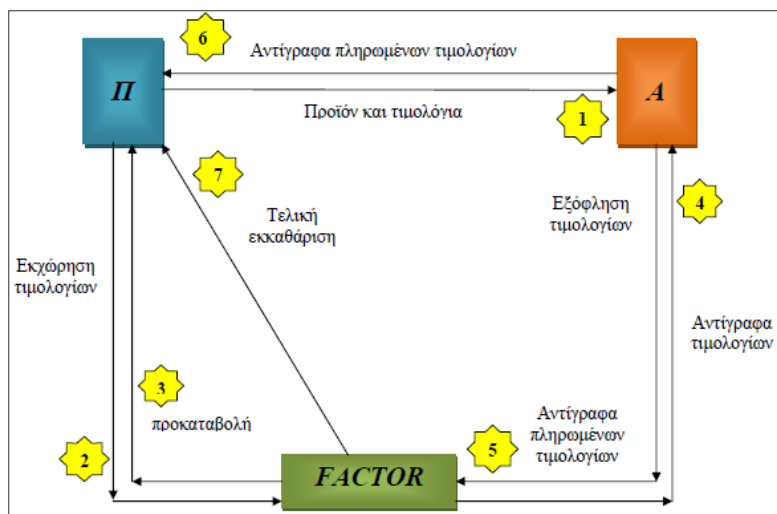 6
Αντίγραφα πληρωμένων τιμολογίων
Π
Α
Προϊόν και τιμολόγια
1
7
4
Τελική
εκκαθάριση
Εξόφληση
τιμολογίων
Εκχώρηση
τιμολογίων
Αντίγραφα
τιμολογίων
3
προκαταβολή
Αντίγραφα
πληρωμένων
τιμολογίων
5
2
FACTOR